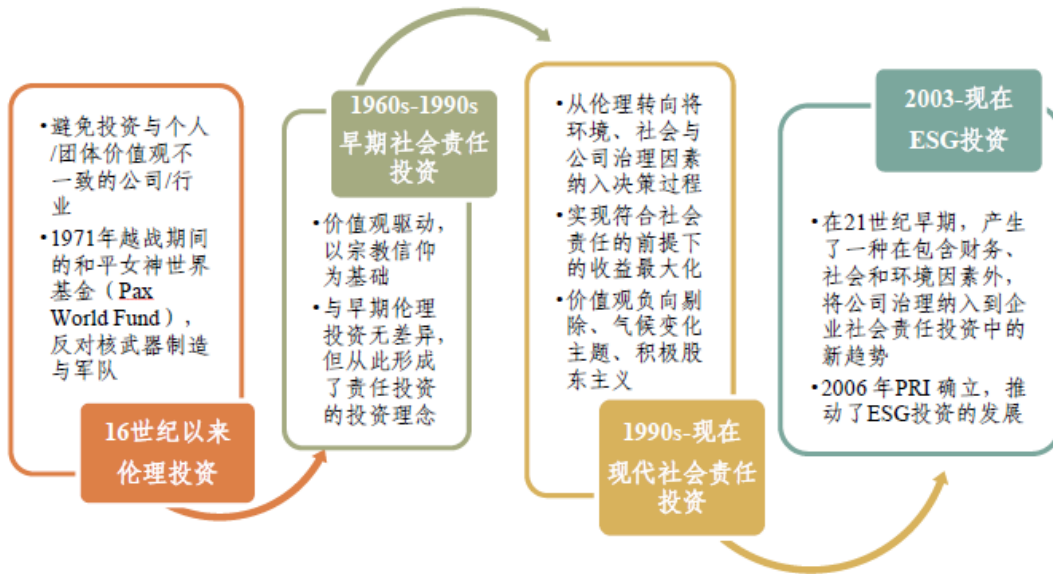 •避免投资与个人
/团体价值观不
一致的公司/行
业
•1971年越战期间
的和平女神世界
基金（Pax
World Fund），
反对核武器制造
与军队
16世纪以来
伦理投资
1960s-1990s
早期社会责任
投资
•价值观驱动，
以宗教信仰
为基础
•与早期伦理
投资无差异，
但从此形成
了责任投资
的投资理念
•从伦理转向将
环境、社会与
公司治理因素
纳入决策过程
•实现符合社会
责任的前提下
的收益最大化
•价值观负向剔
除、气候变化
主题、积极股
东主义
1990s-现在
现代社会责任
投资
2003-现在
ESG投资
•在21世纪早期，产生
了一种在包含财务、
社会和环境因素外，
将公司治理纳入到企
业社会责任投资中的
新趋势
•2006 年PRI 确立，推
动了ESG投资的发展